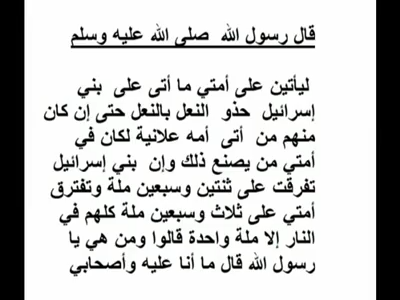 قال رسول الله صلى الله عليه وسلم
ليأتين على أمتي ما أتى على بني
إسرائيل حذو النعل بالنعل حتى إن كان
منهم من أتى أمه علانية لكان في
أمتي من يصنع ذلك وإن بني إسرائيل
تفرقت على ثنتين وسبعين ملة وتفترق
أمتي على ثلاث وسبعين ملة كلهم في
النار إلا ملة واحدة قالوا ومن هي يا
رسول الله قال ما أنا عليه وأصحابي